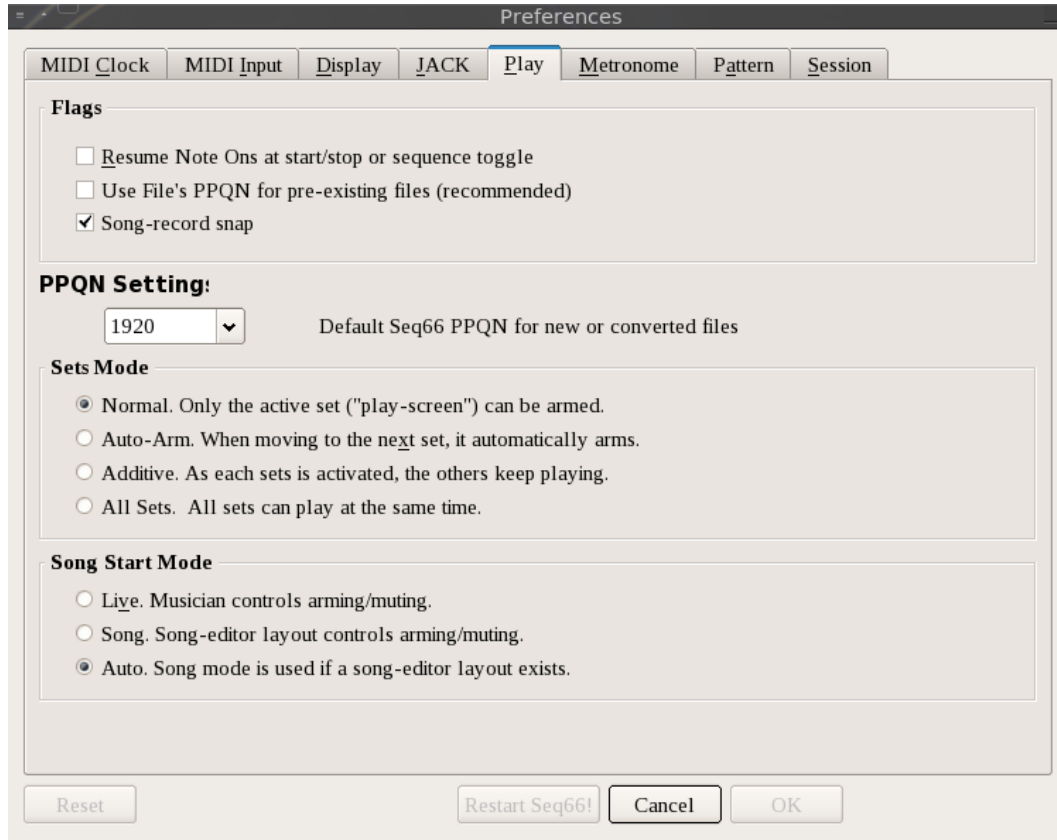 Preferences
MIDI Clock MIDI Input Display JACK Play Metronome Pattern Session
Flags
Resume Note Ons at start/stop or sequence toggle
Use File's PPQN for pre-existing files (recommended)
Song-record snap
PPQN Settings
1920 Default Seq66 PPQN for new or converted files
Sets Mode
Normal. Only the active set ("play-screen") can be armed.
Auto-Arm. When moving to the next set, it automatically arms.
Additive. As each sets is activated, the others keep playing.
All Sets. All sets can play at the same time.
Song Start Mode
Live. Musician controls arming/muting.
Song. Song-editor layout controls arming/muting.
Auto. Song mode is used if a song-editor layout exists.
Reset Restart Seq66! Cancel OK